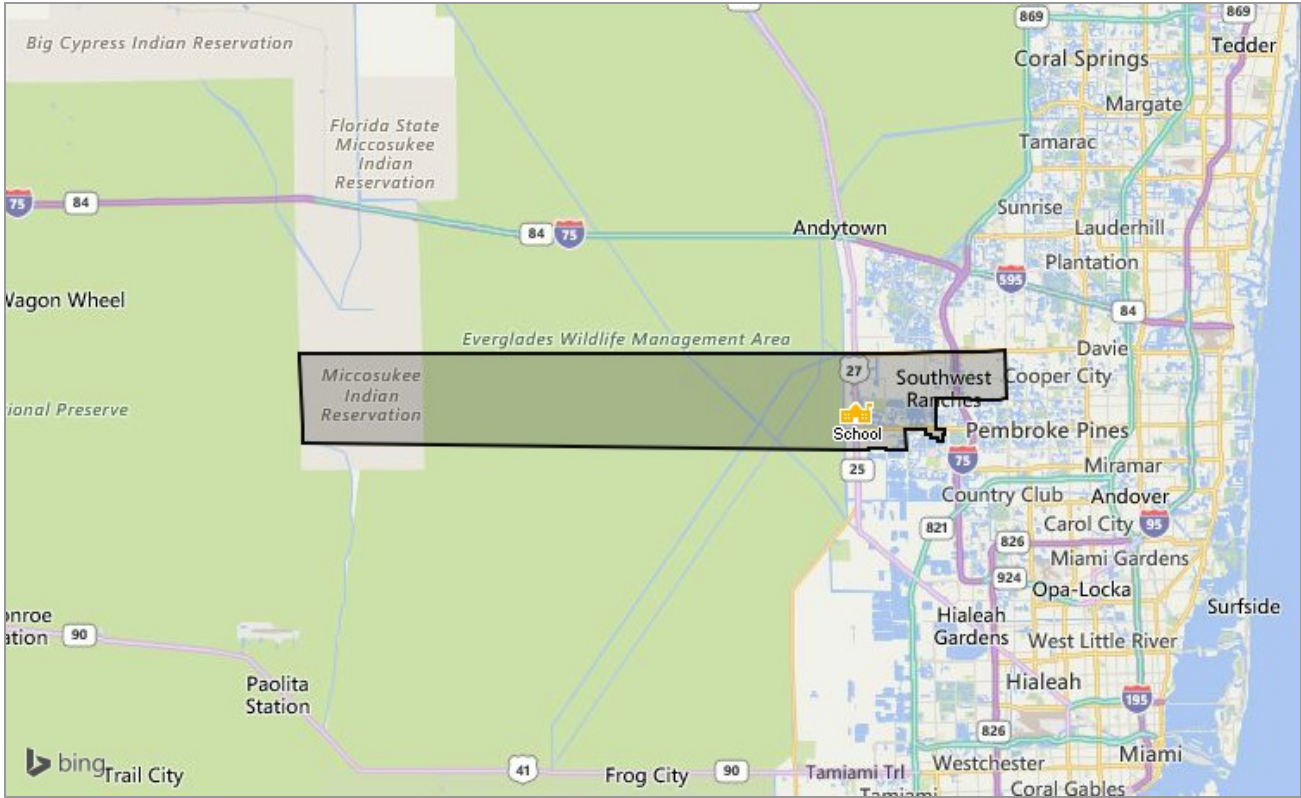 869
869
Big Cypress Indian Reservation
Tedder
Coral Springs
Margate
Florida State
Miccosukee
Indian
Reservation
Tamarac
75
84
Sunrise
Andytown
Lauderhill
84
75
Plantation
595
Wagon Wheel
84
Everglades Wildlife Management Area
Davie
27
Miccosukee
Indian
Reservation
Southwest
Ranches
Cooper City
ional Preserve
School
Pembroke Pines
75
25
Miramar
Country Club
Andover
821
Carol City
95
826
Miami Gardens
924
Opa-Locka
Surfside
onroe
ation
90
Hialeah
Gardens
West Little River
Paolita
Station
Hialeah
195
826
bing
Trail City
41
Frog City
90
Tamiami Trl
Westchester
Miami
Coral Gables
Tamiami